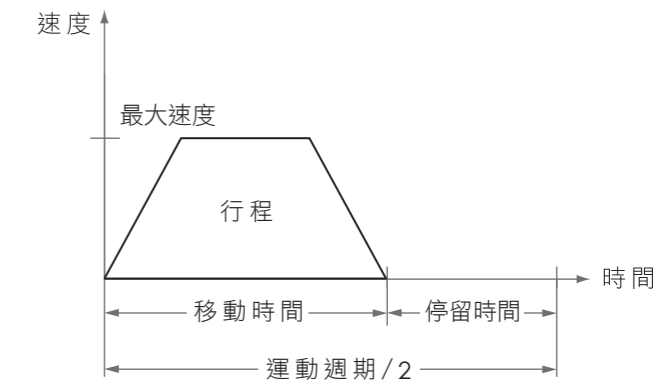 速度
最大速度
行程
時間
移動時間
停留時間
運動週期/2